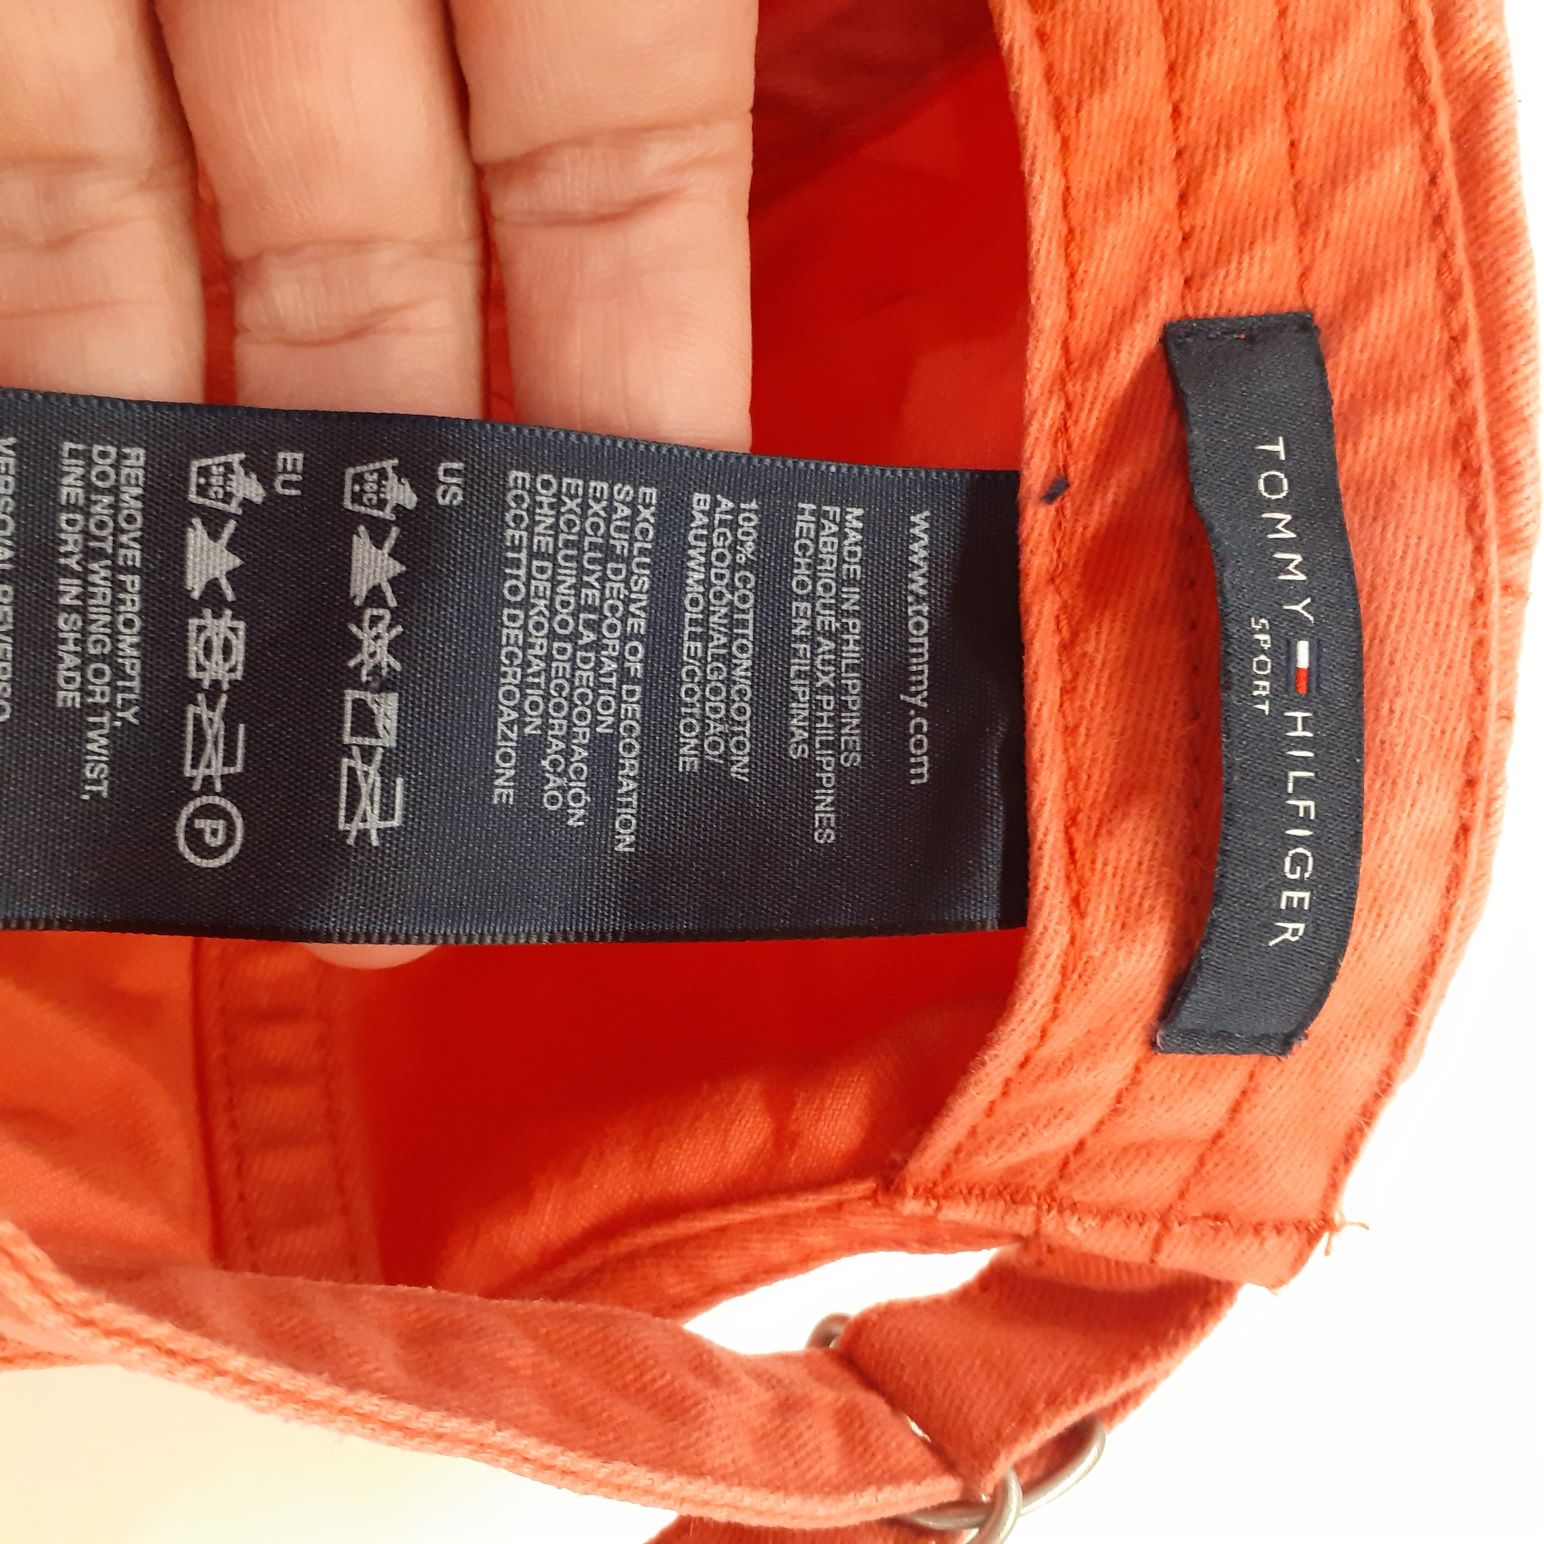 TOMMY HILFIGER
SPORT
www.tommy.com
MADE IN PHILIPPINES
FABRIQUÉ AUX PHILIPPINES
HECHO EN FILIPINAS
100% COTTON/COTON/
ALGODÓN/ALGODÃO/
BAUMWOLLE/COTONE
EXCLUSIVE OF DECORATION
SAUF DÉCORATION
EXCLUYE LA DECORACIÓN
EXCLUINDO DECORAÇÃO
OHNE DEKORATION
ECCETTO DECROAZIONE
US
EU
P
REMOVE PROMPTLY,
DO NOT WRING OR TWIST,
LINE DRY IN SHADE